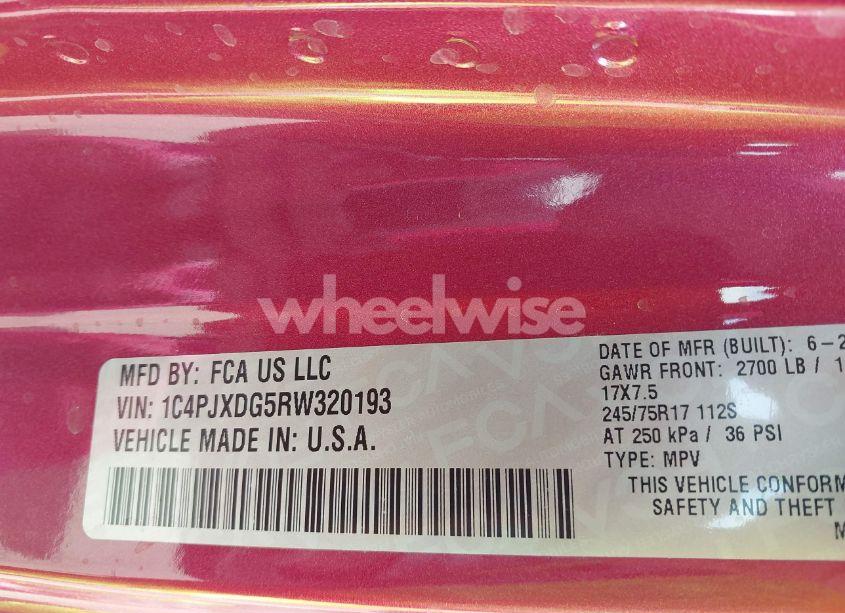 wheelwise
MFD BY: FCA US LLC
VIN: 1C4PJXDG5RW320193
VEHICLE MADE IN: U.S.A.
DATE OF MFR (BUILT): 6-2
GAWR FRONT: 2700 LB / 1
17X7.5
245/75R17 112S
AT 250 kPa / 36 PSI
TYPE: MPV
THIS VEHICLE CONFORM
SAFETY AND THEFT
M